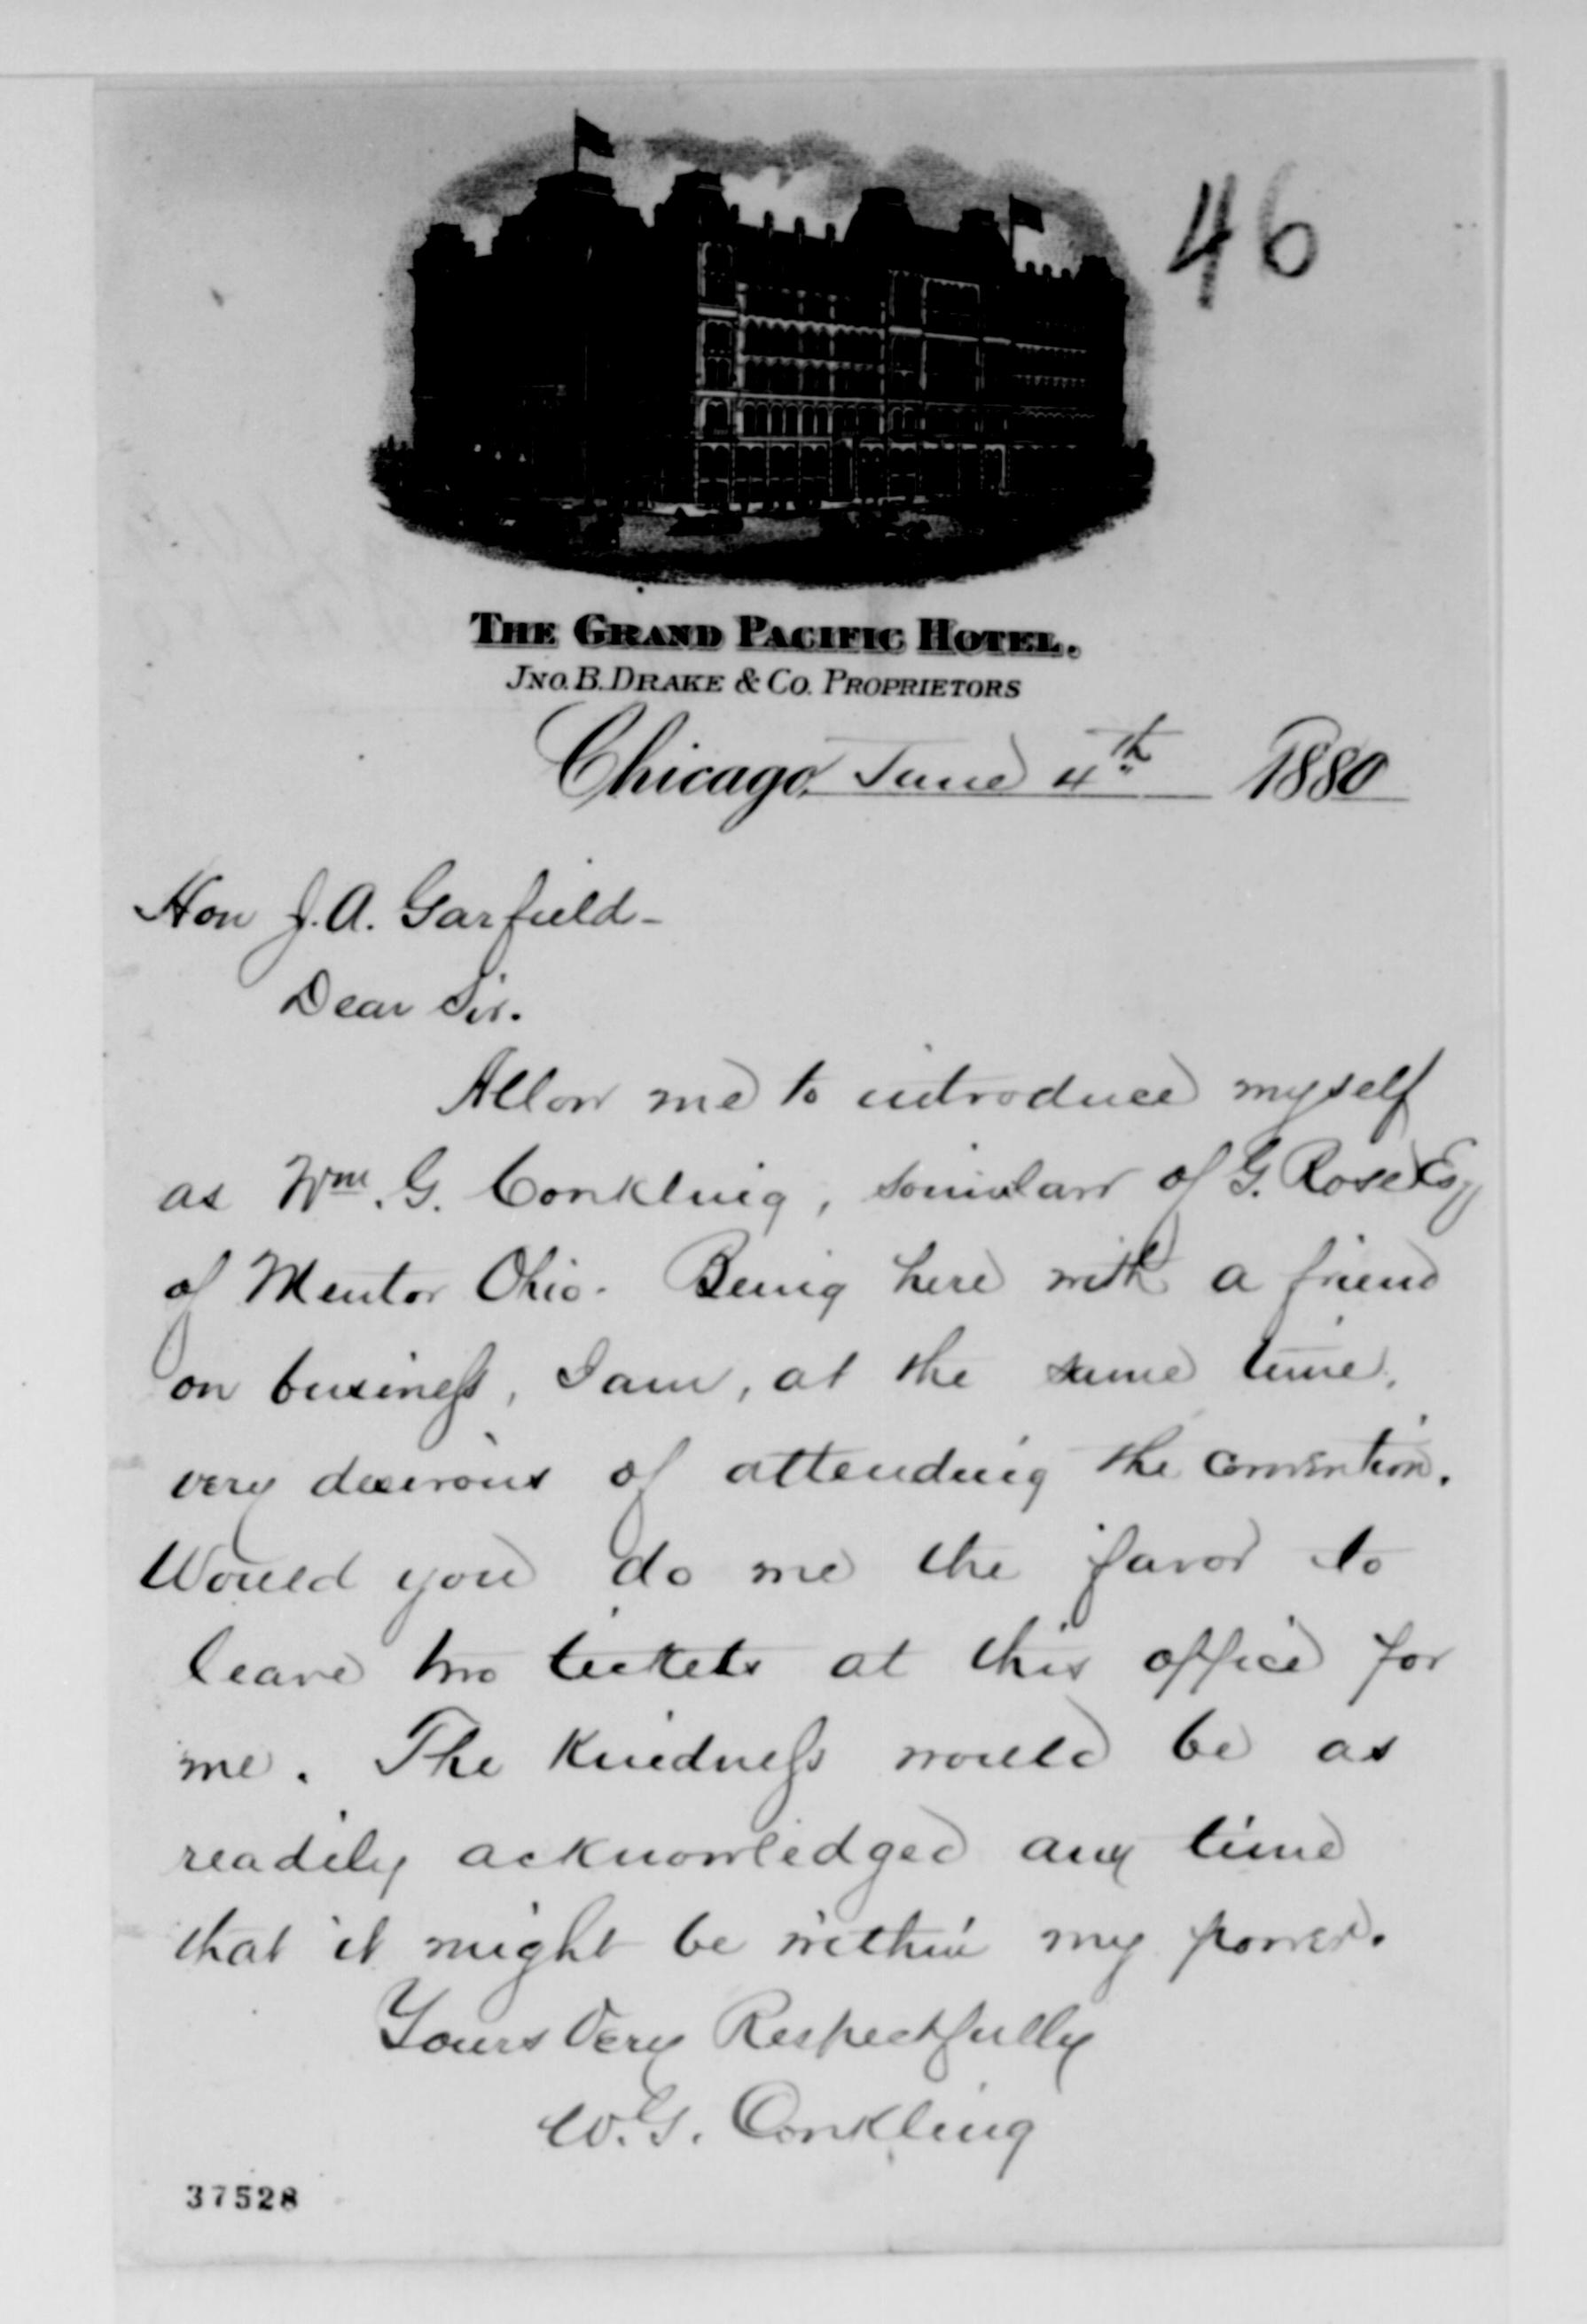 46
THE GRAND PACIFIC HOTEL.
JNO. B. DRAKE & CO. PROPRIETORS
Chicago, June 4th 1880
Hon J. A. Garfield-
Dear Sir.
Allow me to introduce myself
as Wm. G. Conkling, soninlaw of G. Rose Esq
of Mentor Ohio. Being here with a friend
on business, I am, at the same time,
very desirous of attending the convention.
Would you do me the favor to
leave two tickets at this office for
me. The Kindness would be as
readily acknowledged any time
that it might be within my power.
Yours Very Respectfully
W. G. Conkling
37528